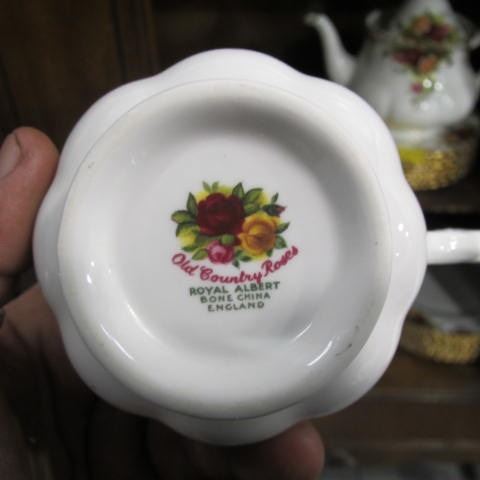 Old Country Roses
ROYAL ALBERT
BONE CHINA
ENGLAND